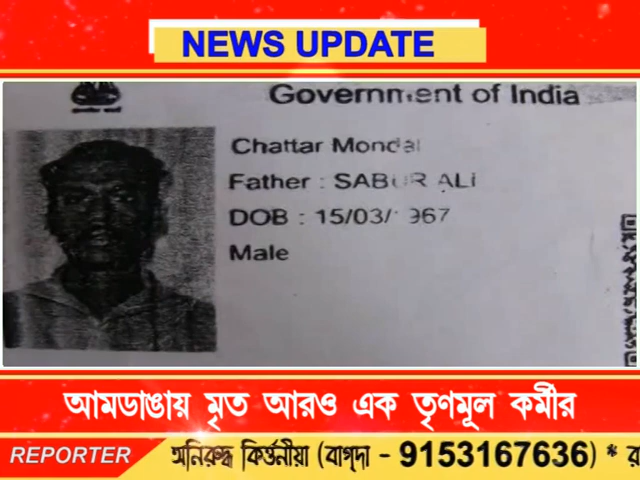 NEWS UPDATE
Government of India
Chattar Mondal
Father : SABUR ALI
DOB : 15/03/1967
Male
আমডাঙায় মৃত আরও এক তৃণমূল কর্মীর
REPORTER অনিরুদ্ধ কির্ত্তনীয়া (বাগ্‌দা - 9153167636) * র